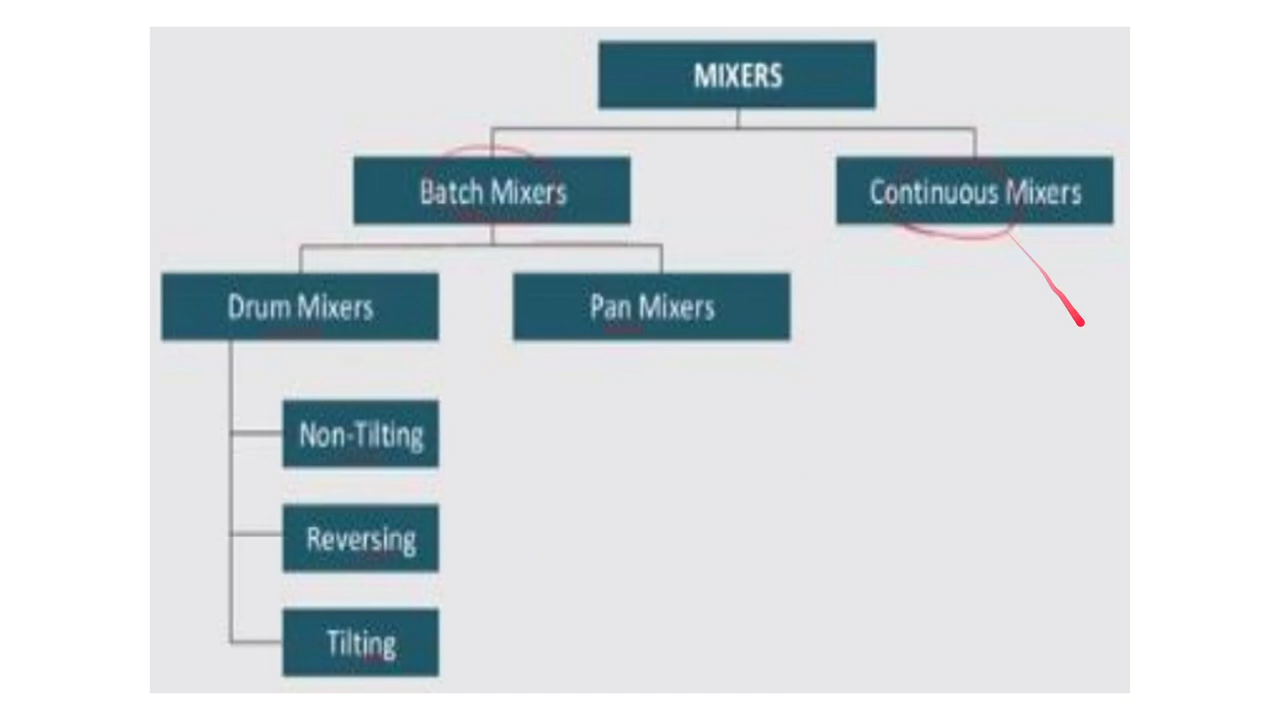 MIXERS
Batch Mixers
Continuous Mixers
Drum Mixers
Pan Mixers
Non-Tilting
Reversing
Tilting